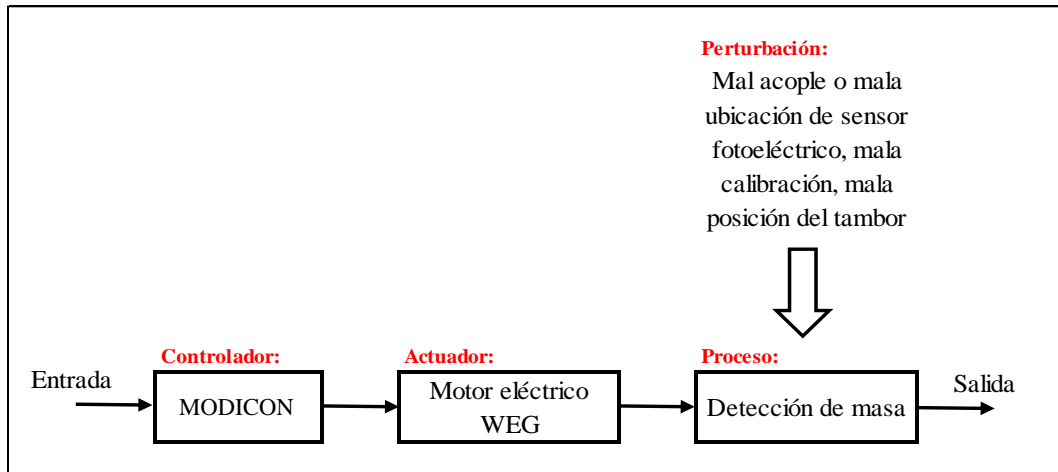 Perturbación:
Mal acople o mala
ubicación de sensor
fotoeléctrico, mala
calibración, mala
posición del tambor
Controlador:
Actuador:
Proceso:
Entrada
MODICON
Motor eléctrico
WEG
Detección de masa
Salida